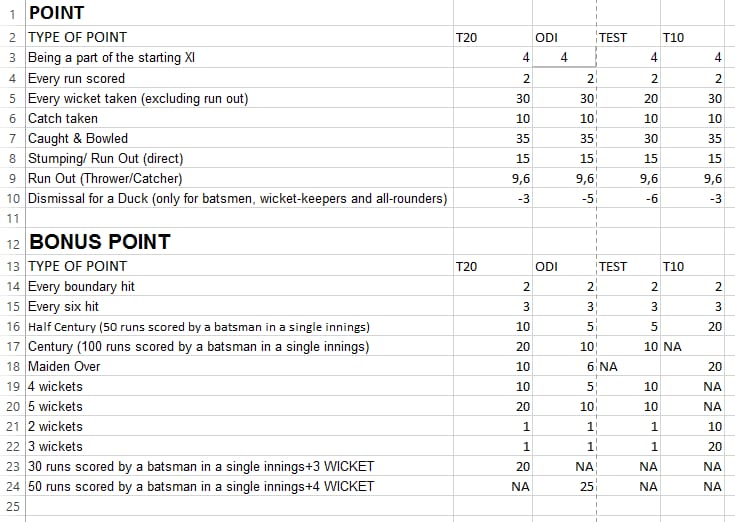 1 POINT
2 TYPE OF POINT T20 ODI TEST T10
3 Being a part of the starting XI 4 4 4 4
4 Every run scored 2 2 2 2
5 Every wicket taken (excluding run out) 30 30 20 30
6 Catch taken 10 10 10 10
7 Caught & Bowled 35 35 30 35
8 Stumping/ Run Out (direct) 15 15 15 15
9 Run Out (Thrower/Catcher) 9,6 9,6 9,6 9,6
10 Dismissal for a Duck (only for batsmen, wicket-keepers and all-rounders) -3 -5 -6 -3
11
12 BONUS POINT
13 TYPE OF POINT T20 ODI TEST T10
14 Every boundary hit 2 2 2 2
15 Every six hit 3 3 3 3
16 Half Century (50 runs scored by a batsman in a single innings) 10 5 5 20
17 Century (100 runs scored by a batsman in a single innings) 20 10 10 NA
18 Maiden Over 10 6 NA 20
19 4 wickets 10 5 10 NA
20 5 wickets 20 10 10 NA
21 2 wickets 1 1 1 10
22 3 wickets 1 1 1 20
23 30 runs scored by a batsman in a single innings+3 WICKET 20 NA NA NA
24 50 runs scored by a batsman in a single innings+4 WICKET NA 25 NA NA
25